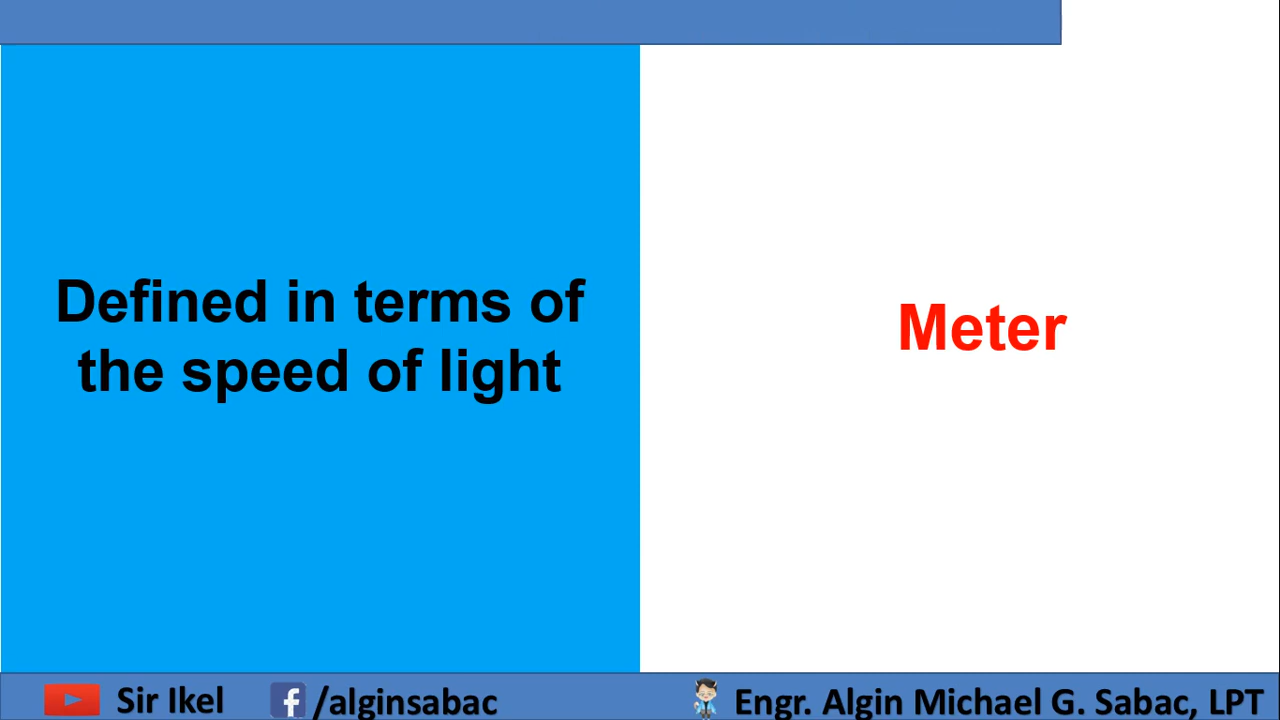 Defined in terms of
the speed of light
Meter
Sir Ikel
/alginsabac
Engr. Algin Michael G. Sabac, LPT